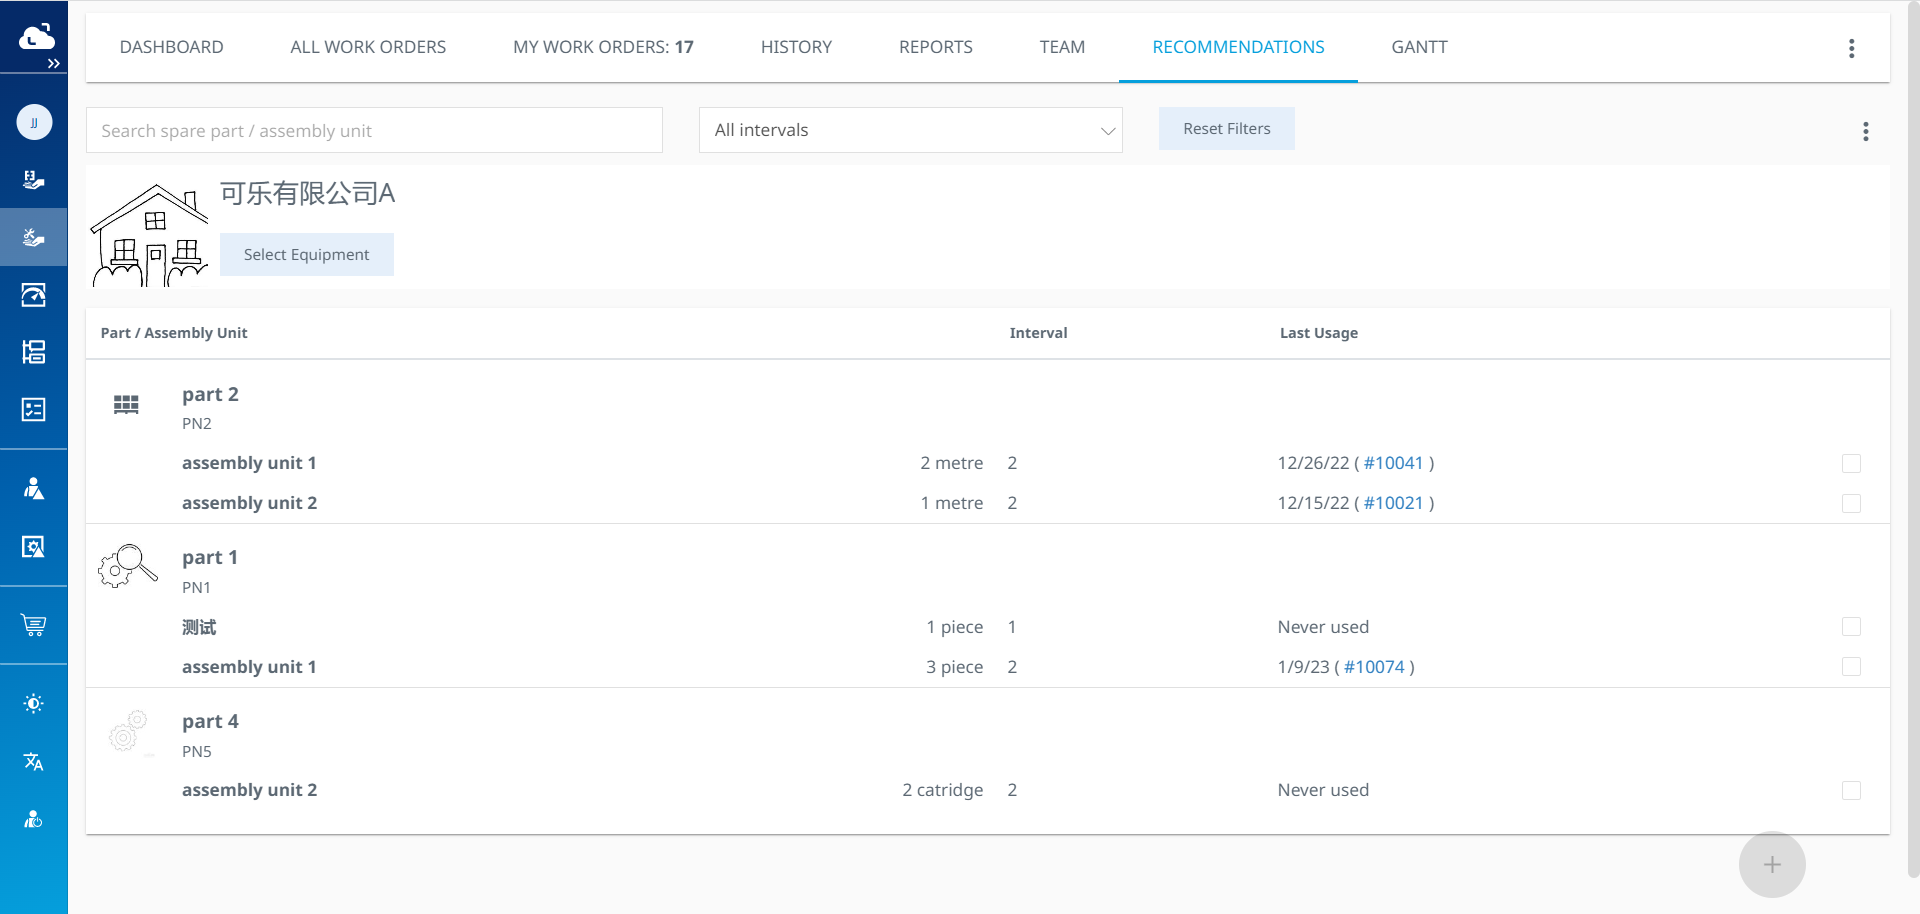 DASHBOARD ALL WORK ORDERS MY WORK ORDERS: 17 HISTORY REPORTS TEAM RECOMMENDATIONS GANTT
JJ
Search spare part / assembly unit All intervals Reset Filters
可乐有限公司A
Select Equipment
Part / Assembly Unit Interval Last Usage
part 2
PN2
assembly unit 1 2 metre 2 12/26/22 ( #10041 )
assembly unit 2 1 metre 2 12/15/22 ( #10021 )
part 1
PN1
测试 1 piece 1 Never used
assembly unit 1 3 piece 2 1/9/23 ( #10074 )
part 4
PN5
assembly unit 2 2 catridge 2 Never used